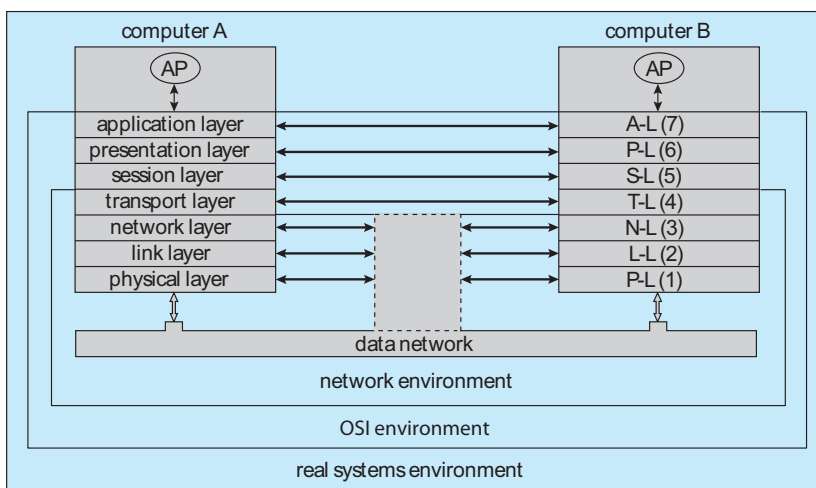 computer A computer B
AP AP
application layer A-L (7)
presentation layer P-L (6)
session layer S-L (5)
transport layer T-L (4)
network layer N-L (3)
link layer L-L (2)
physical layer P-L (1)
data network
network environment
OSI environment
real systems environment